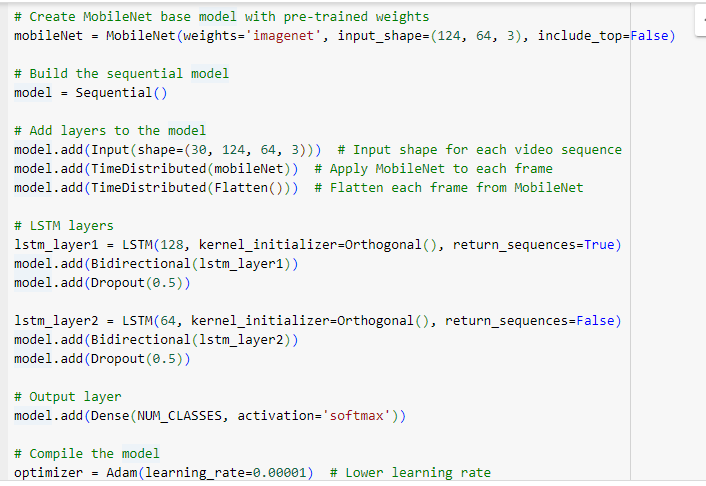 # Create MobileNet base model with pre-trained weights
mobileNet = MobileNet(weights='imagenet', input_shape=(124, 64, 3), include_top=False)
# Build the sequential model
model = Sequential()
# Add layers to the model
model.add(Input(shape=(30, 124, 64, 3)))  # Input shape for each video sequence
model.add(TimeDistributed(mobileNet))  # Apply MobileNet to each frame
model.add(TimeDistributed(Flatten()))  # Flatten each frame from MobileNet
# LSTM layers
lstm_layer1 = LSTM(128, kernel_initializer=Orthogonal(), return_sequences=True)
model.add(Bidirectional(lstm_layer1))
model.add(Dropout(0.5))
lstm_layer2 = LSTM(64, kernel_initializer=Orthogonal(), return_sequences=False)
model.add(Bidirectional(lstm_layer2))
model.add(Dropout(0.5))
# Output layer
model.add(Dense(NUM_CLASSES, activation='softmax'))
# Compile the model
optimizer = Adam(learning_rate=0.00001)  # Lower learning rate